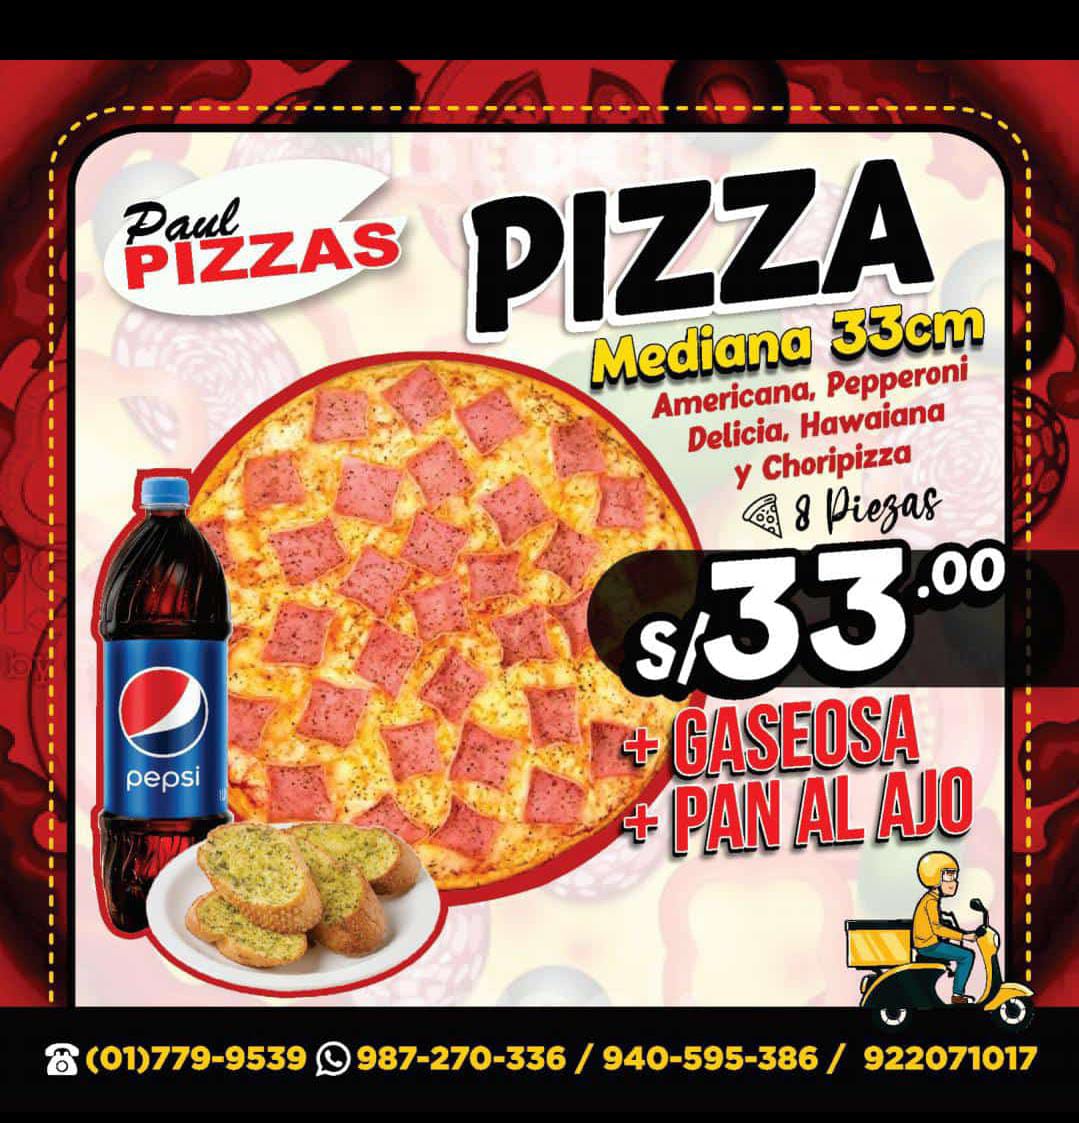 Paul
PIZZAS
PIZZA
Mediana 33cm
Americana, Pepperoni
Delicia, Hawaiana
y Choripizza
8 Piezas
S/33.00
+ GASEOSA
+ PAN AL AJO
pepsi
(01)779-9539 987-270-336 / 940-595-386 / 922071017